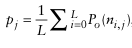 p_j = \frac{1}{L} \sum_{i=0}^{L} P_o(n_{i,j}).